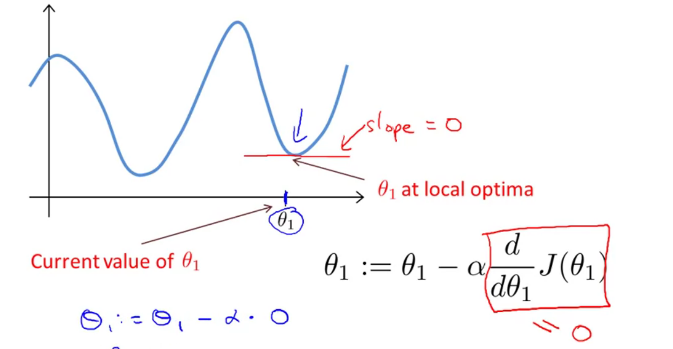 slope = 0
θ₁ at local optima
θ₁
Current value of θ₁
θ₁ := θ₁ − α d/dθ₁ J(θ₁)
= 0
θ₁ := θ₁ − α · 0